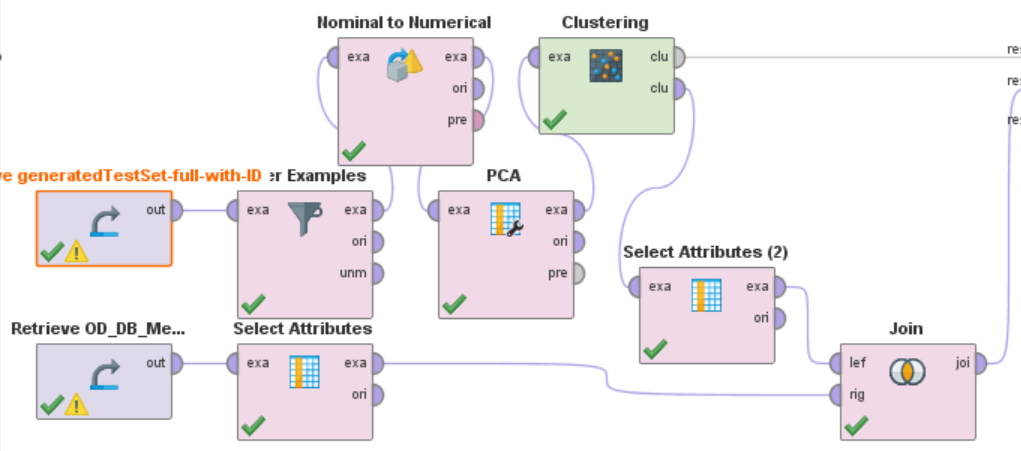 Nominal to Numerical
Clustering
exa exa
ori
pre
exa clu
clu
res
res
res
ve generatedTestSet-full-with-ID
er Examples
PCA
out
exa exa
ori
unm
exa exa
ori
pre
Select Attributes (2)
exa exa
ori
Retrieve OD_DB_Me...
Select Attributes
Join
out
exa exa
ori
lef joi
rig